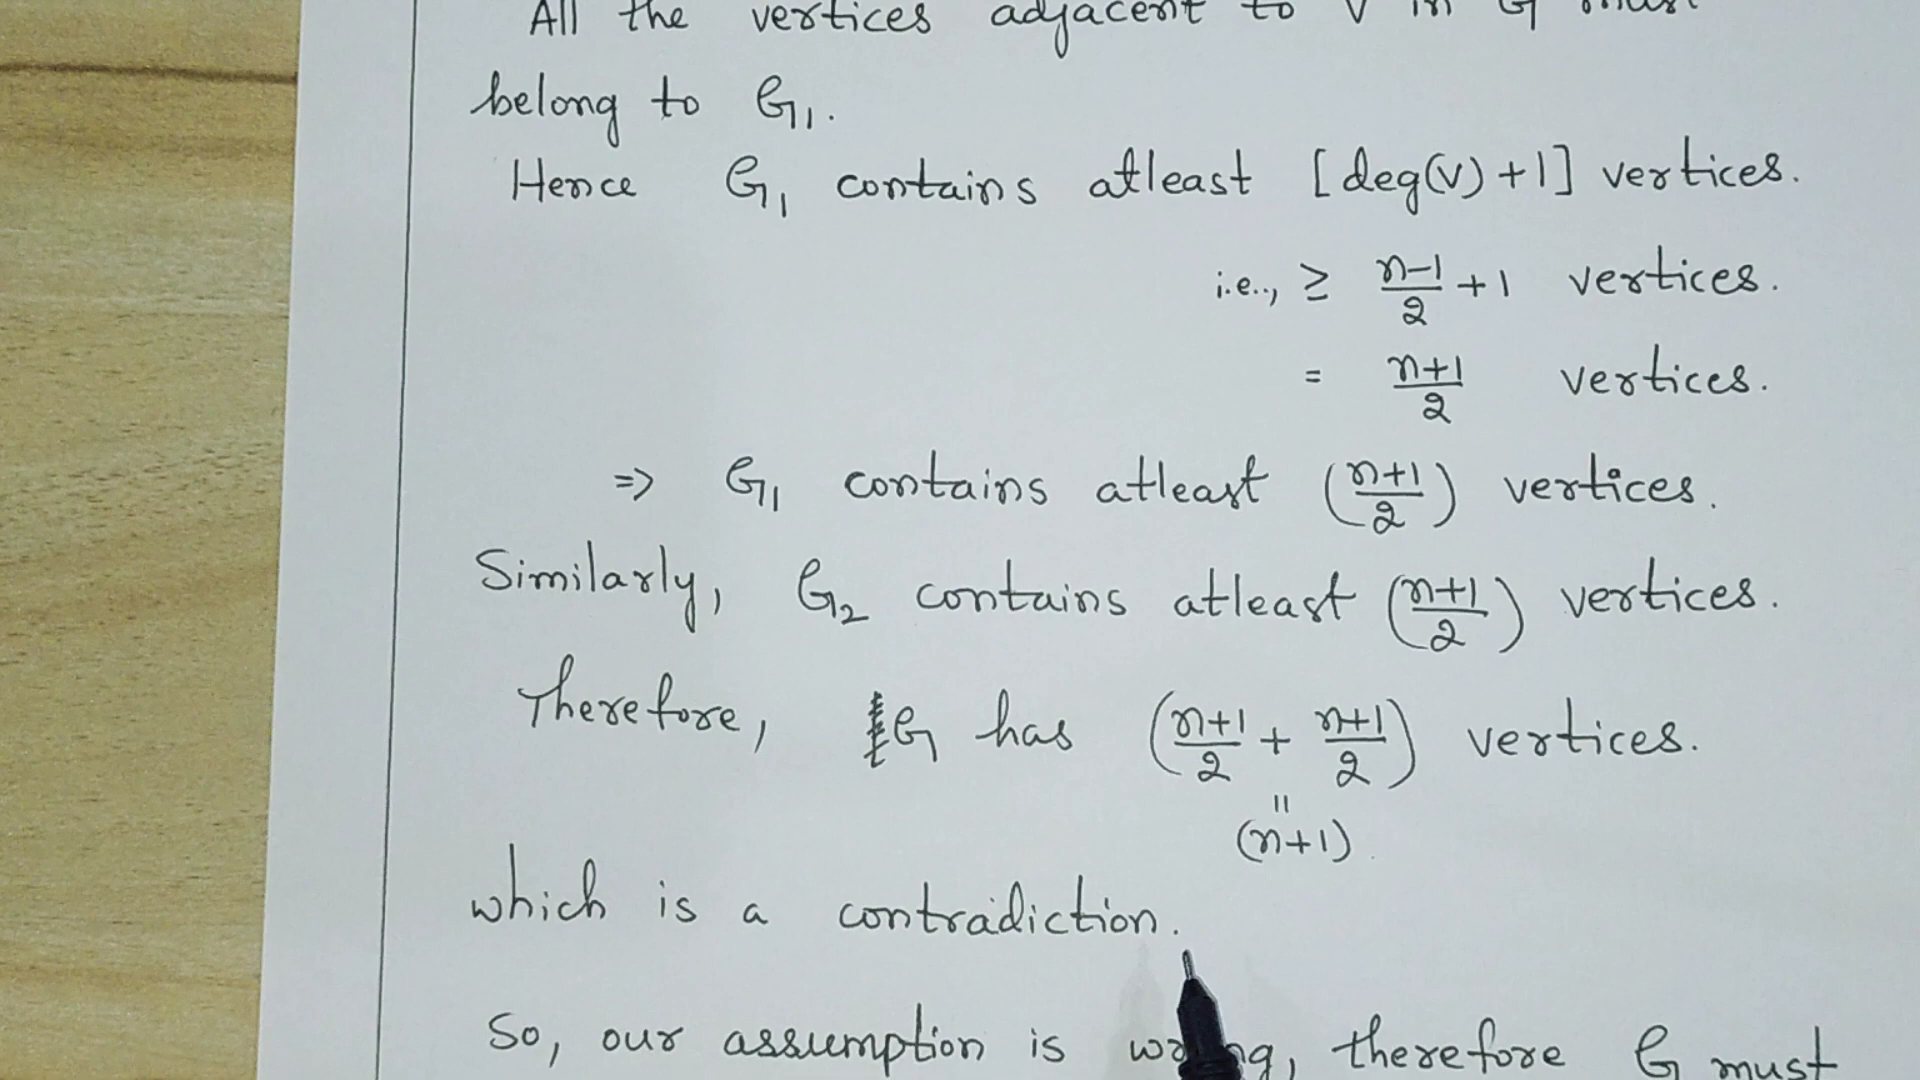 All the vertices adjacent to v in G must
belong to G₁.
Hence G₁ contains atleast [deg(v)+1] vertices.
i.e.., ≥ (n-1)/2 + 1 vertices.
= (n+1)/2 vertices.
=> G₁ contains atleast ((n+1)/2) vertices.
Similarly, G₂ contains atleast ((n+1)/2) vertices.
Therefore, G has ((n+1)/2 + (n+1)/2) vertices.
=
(n+1)
which is a contradiction.
So, our assumption is wrong, therefore G must